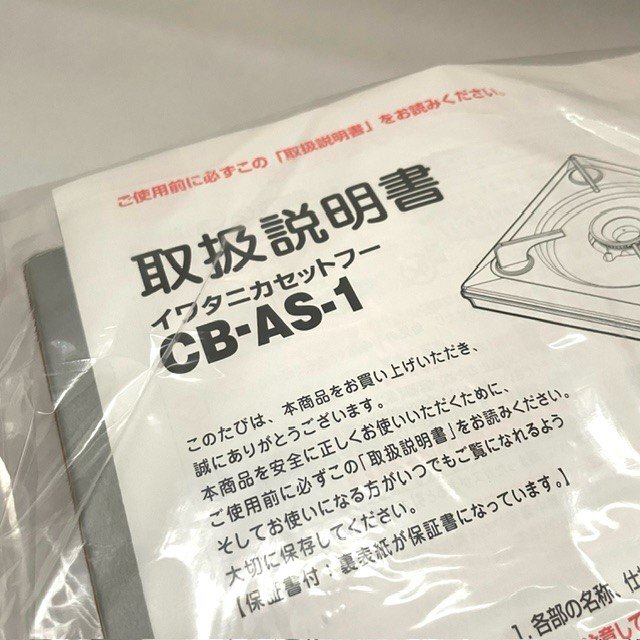 ご使用前に必ずこの「取扱説明書」をお読みください。
取扱説明書
イワタニカセットフー
CB-AS-1
このたびは、本商品をお買い上げいただき、
誠にありがとうございます。
本商品を安全に正しくお使いいただくために、
ご使用前に必ずこの「取扱説明書」をお読みください。
そしてお使いになる方がいつでもご覧になれるよう
大切に保存してください。
【保証書付：裏表紙が保証書になっています。】
1. 各部の名称、仕